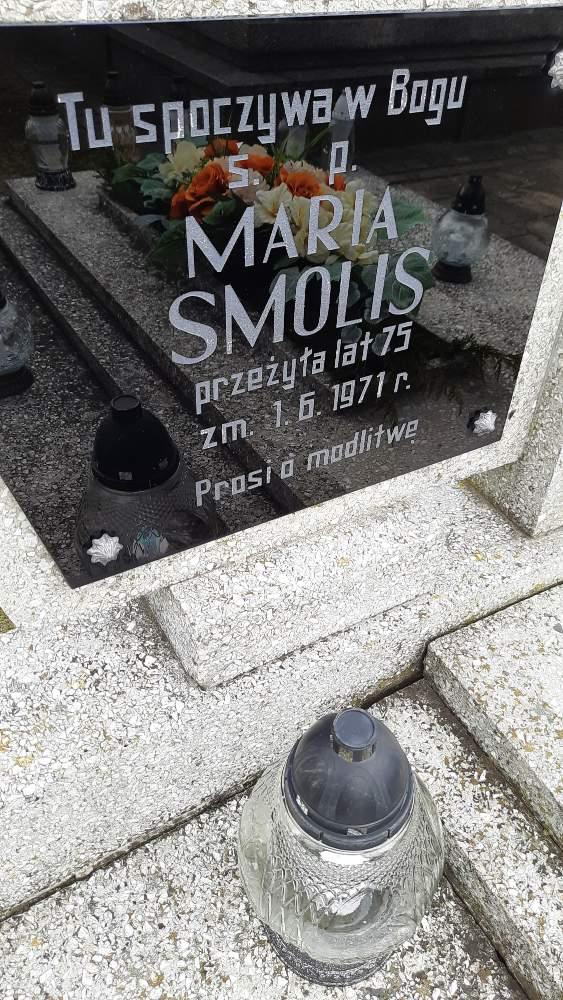 Tu spoczywa w Bogu
ś. p.
MARIA
SMOLIS
przeżyła lat 75
zm. 1. 6. 1971 r.
Prosi o modlitwę